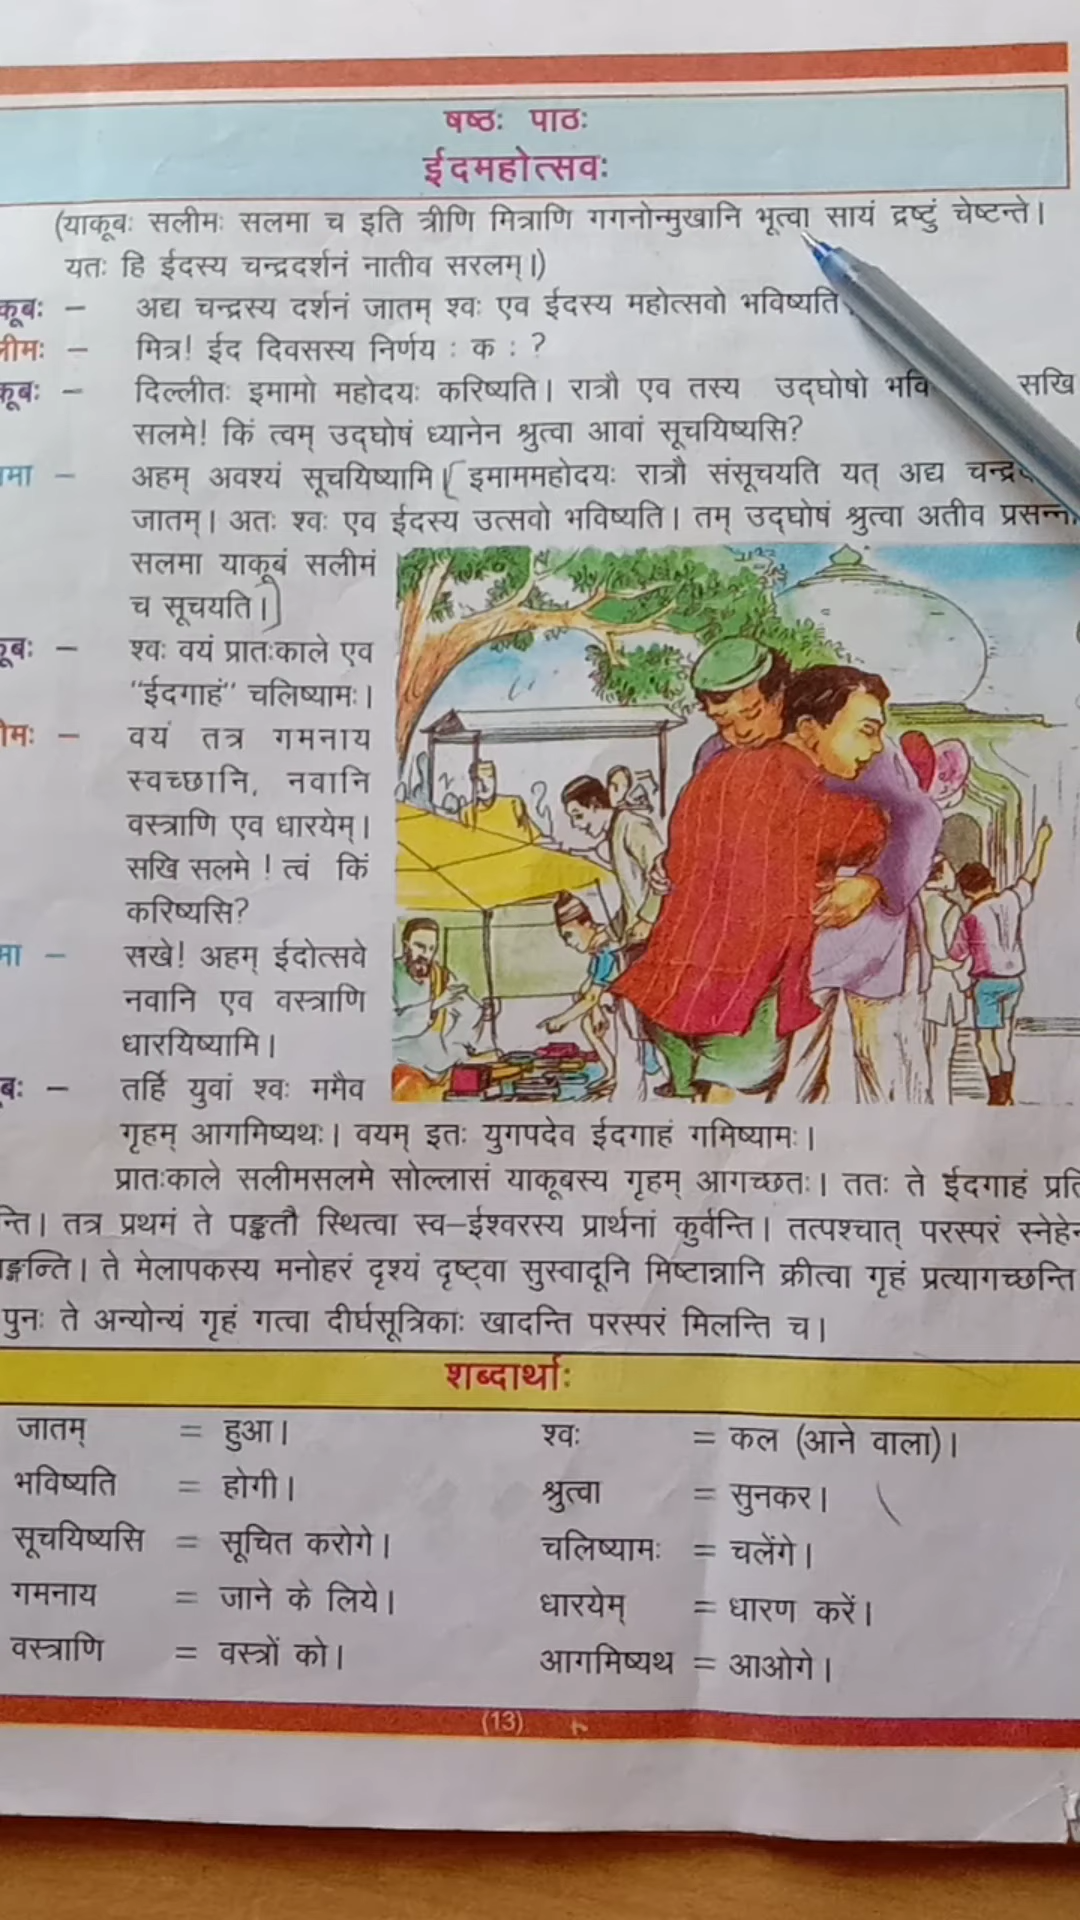 षष्ठः पाठः
ईदमहोत्सवः
(याकूबः सलीमः सलमा च इति त्रीणि मित्राणि गगनोन्मुखानि भूत्वा सायं द्रष्टुं चेष्टन्ते।
यतः हि ईदस्य चन्द्रदर्शनं नातीव सरलम्।)
कूबः – अद्य चन्द्रस्य दर्शनं जातम् श्वः एव ईदस्य महोत्सवो भविष्यति
लीमः – मित्र! ईद दिवसस्य निर्णय : क : ?
कूबः – दिल्लीतः इमामो महोदयः करिष्यति। रात्रौ एव तस्य उद्घोषो भवि सखि
सलमे! किं त्वम् उद्घोषं ध्यानेन श्रुत्वा आवां सूचयिष्यसि?
मा – अहम् अवश्यं सूचयिष्यामि। (इमाममहोदयः रात्रौ संसूचयति यत् अद्य चन्द्र
जातम्। अतः श्वः एव ईदस्य उत्सवो भविष्यति। तम् उद्घोषं श्रुत्वा अतीव प्रसन्न
सलमा याकूबं सलीमं
च सूचयति।)
कूबः – श्वः वयं प्रातःकाले एव
“ईदगाहं” चलिष्यामः।
ीमः – वयं तत्र गमनाय
स्वच्छानि, नवानि
वस्त्राणि एव धारयेम्।
सखि सलमे ! त्वं किं
करिष्यसि?
मा – सखे! अहम् ईदोत्सवे
नवानि एव वस्त्राणि
धारयिष्यामि।
बः – तर्हि युवां श्वः ममैव
गृहम् आगमिष्यथः। वयम् इतः युगपदेव ईदगाहं गमिष्यामः।
प्रातःकाले सलीमसलमे सोल्लासं याकूबस्य गृहम् आगच्छतः। ततः ते ईदगाहं प्रति
न्ति। तत्र प्रथमं ते पङ्क्तौ स्थित्वा स्व–ईश्वरस्य प्रार्थनां कुर्वन्ति। तत्पश्चात् परस्परं स्नेहेन
ङ्गन्ति। ते मेलापकस्य मनोहरं दृश्यं दृष्ट्वा सुस्वादूनि मिष्टान्नानि क्रीत्वा गृहं प्रत्यागच्छन्ति
पुनः ते अन्योन्यं गृहं गत्वा दीर्घसूत्रिकाः खादन्ति परस्परं मिलन्ति च।
शब्दार्थाः
जातम् = हुआ। श्वः = कल (आने वाला)।
भविष्यति = होगी। श्रुत्वा = सुनकर।
सूचयिष्यसि = सूचित करोगे। चलिष्यामः = चलेंगे।
गमनाय = जाने के लिये। धारयेम् = धारण करें।
वस्त्राणि = वस्त्रों को। आगमिष्यथ = आओगे।
(13)